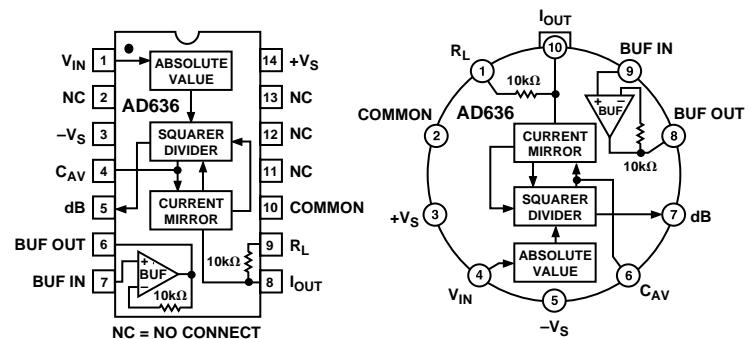 V_IN 1 ABSOLUTE VALUE 14 +V_S
NC 2 AD636 13 NC
–V_S 3 SQUARER DIVIDER 12 NC
C_AV 4 11 NC
dB 5 CURRENT MIRROR 10 COMMON
BUF OUT 6 9 R_L
10kΩ
BUF IN 7 + – BUF 8 I_OUT
10kΩ
NC = NO CONNECT
I_OUT
10
R_L 1 10kΩ
9 BUF IN
AD636
+ – BUF
COMMON 2
8 BUF OUT
10kΩ
CURRENT MIRROR
+V_S 3
SQUARER DIVIDER
7 dB
ABSOLUTE VALUE
V_IN 4
6 C_AV
5
–V_S